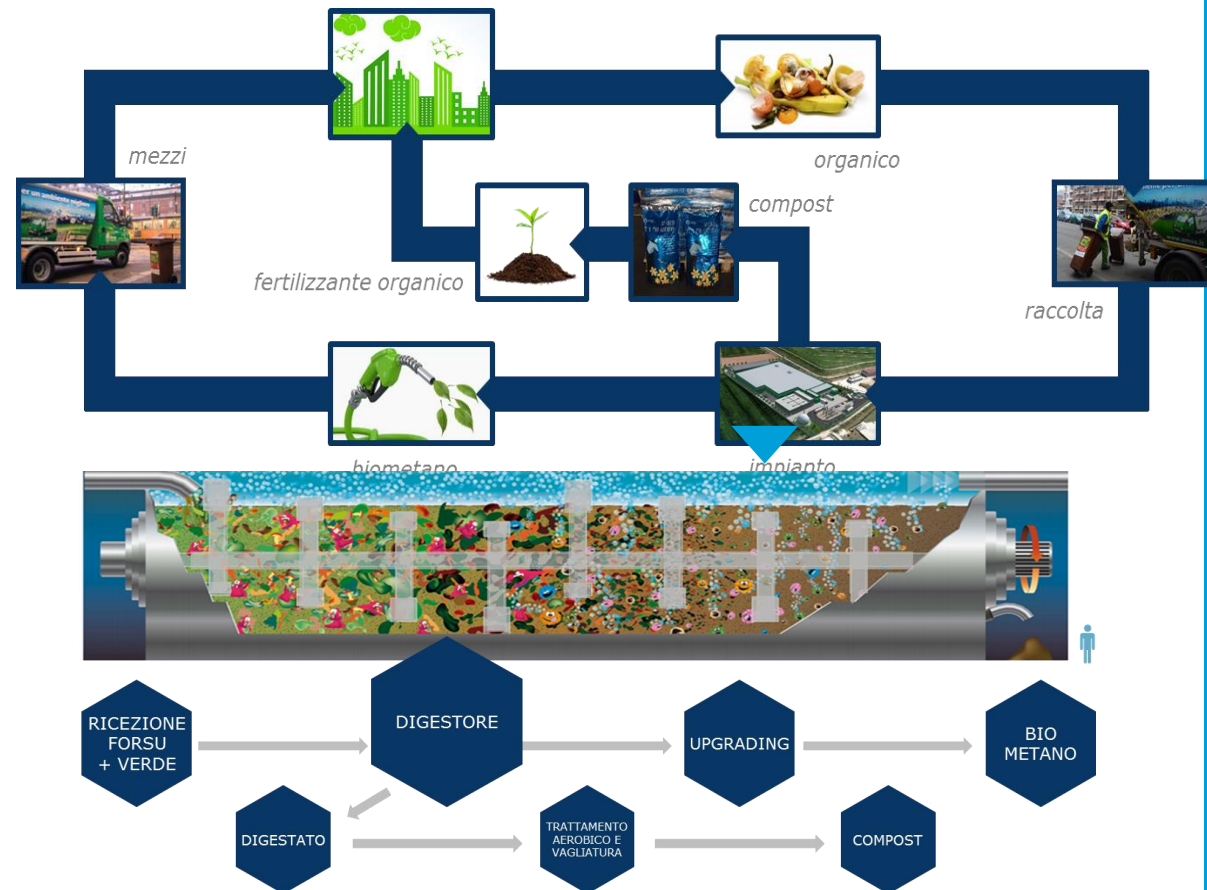 mezzi
organico
compost
fertilizzante organico
raccolta
biometano
impianto
RICEZIONE
FORSU
+ VERDE
DIGESTORE
UPGRADING
BIO
METANO
DIGESTATO
TRATTAMENTO
AEROBICO E
VAGLIATURA
COMPOST